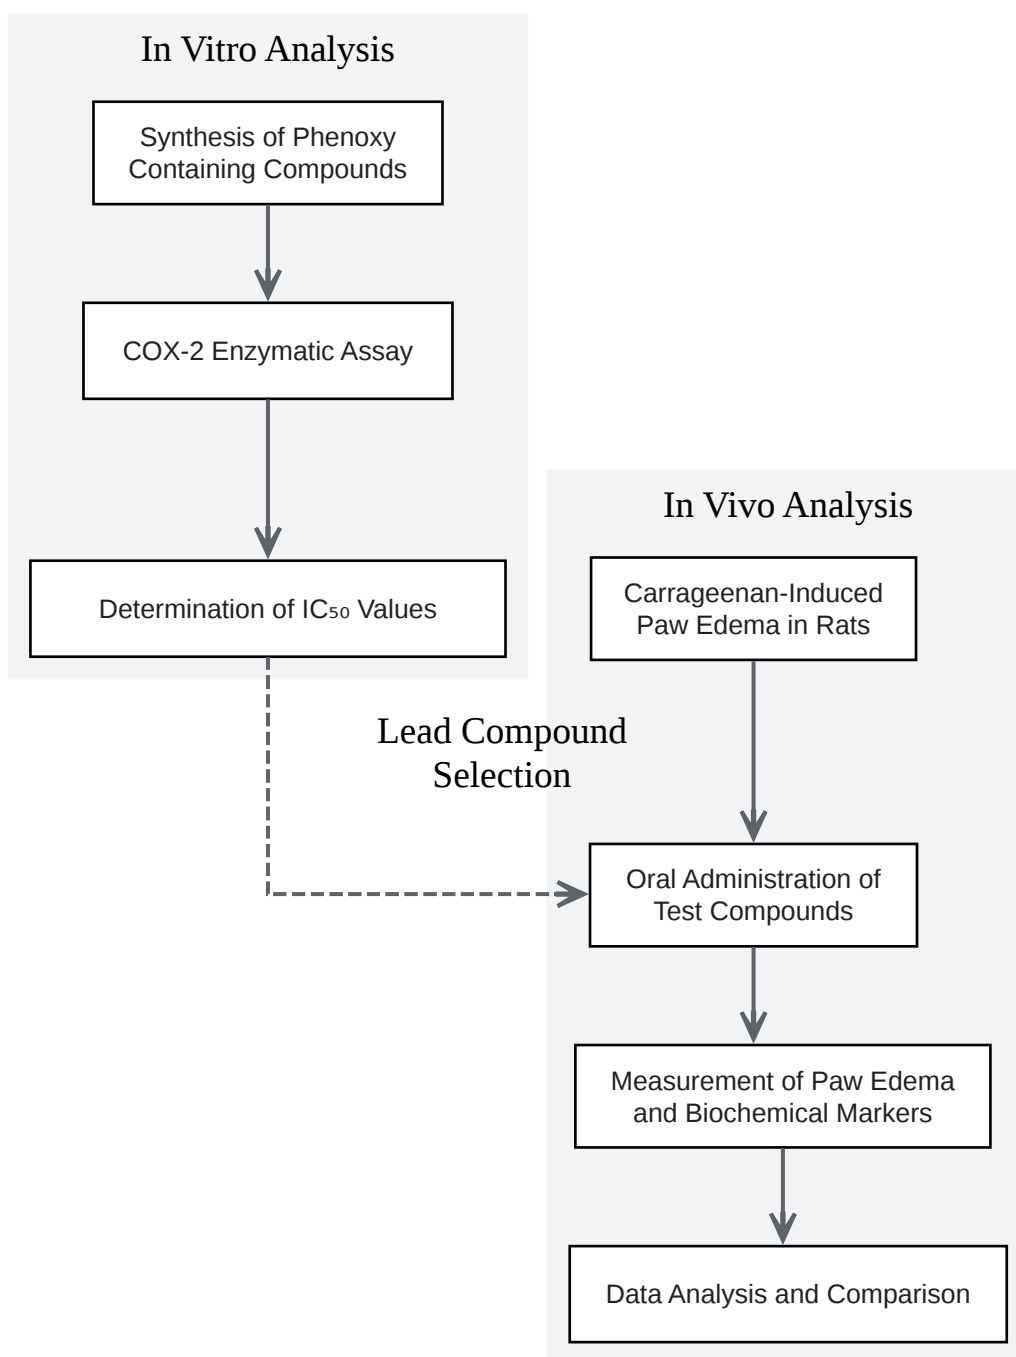 In Vitro Analysis
Synthesis of Phenoxy
Containing Compounds
COX-2 Enzymatic Assay
Determination of IC₅₀ Values
In Vivo Analysis
Carrageenan-Induced
Paw Edema in Rats
Lead Compound
Selection
Oral Administration of
Test Compounds
Measurement of Paw Edema
and Biochemical Markers
Data Analysis and Comparison